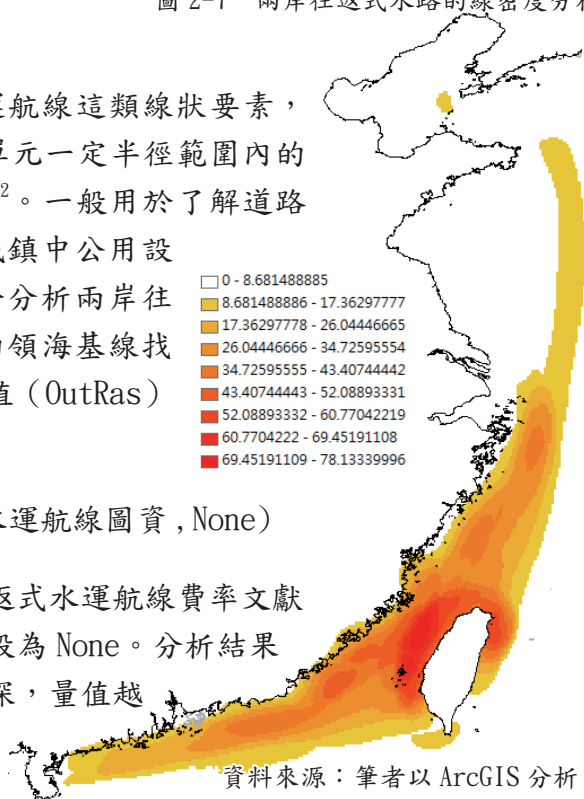 圖 2-7 兩岸往返式水路的線密度分析
運航線這類線狀要素，
單元一定半徑範圍內的
2。一般用於了解道路
鎮中公用設
分析兩岸往
領海基線找
值（OutRas）
0 - 8.681488885
8.681488886 - 17.36297777
17.36297778 - 26.04446665
26.04446666 - 34.72595554
34.72595555 - 43.40744442
43.40744443 - 52.08893331
52.08893332 - 60.77042219
60.7704222 - 69.45191108
69.45191109 - 78.13339996
水運航線圖資 , None）
返式水運航線費率文獻
設為 None。分析結果
深，量值越
資料來源：筆者以 ArcGIS 分析